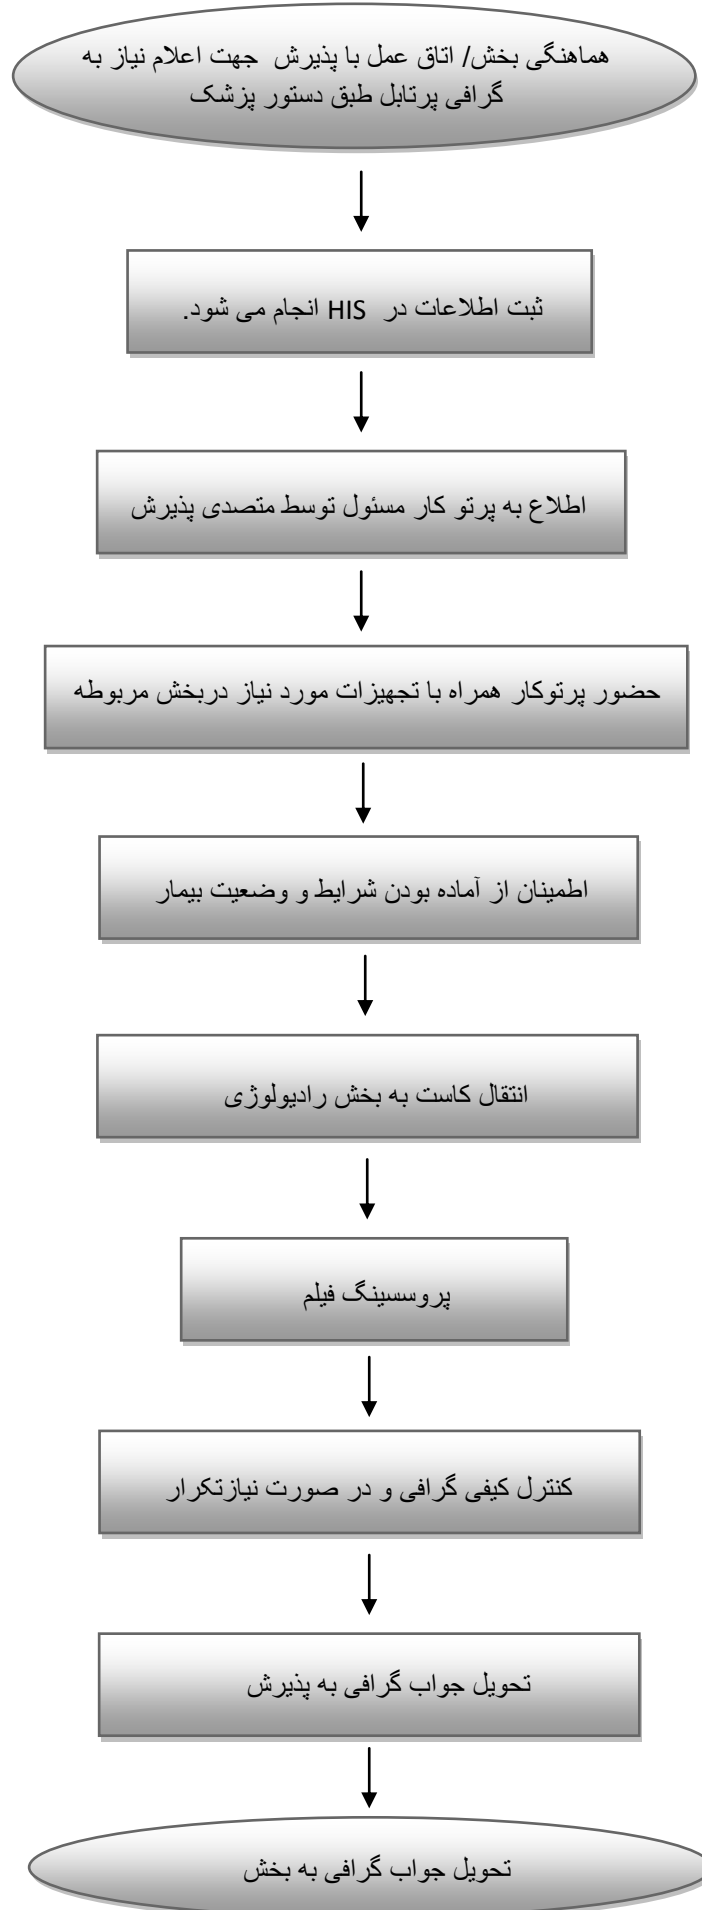 هماهنگی بخش/ اتاق عمل با پذیرش جهت اعلام نیاز به
گرافی پرتابل طبق دستور پزشک
ثبت اطلاعات در HIS انجام می شود.
اطلاع به پرتو کار مسئول توسط متصدی پذیرش
حضور پرتوکار همراه با تجهیزات مورد نیاز دربخش مربوطه
اطمینان از آماده بودن شرایط و وضعیت بیمار
انتقال کاست به بخش رادیولوژی
پروسسینگ فیلم
کنترل کیفی گرافی و در صورت نیازتکرار
تحویل جواب گرافی به پذیرش
تحویل جواب گرافی به بخش